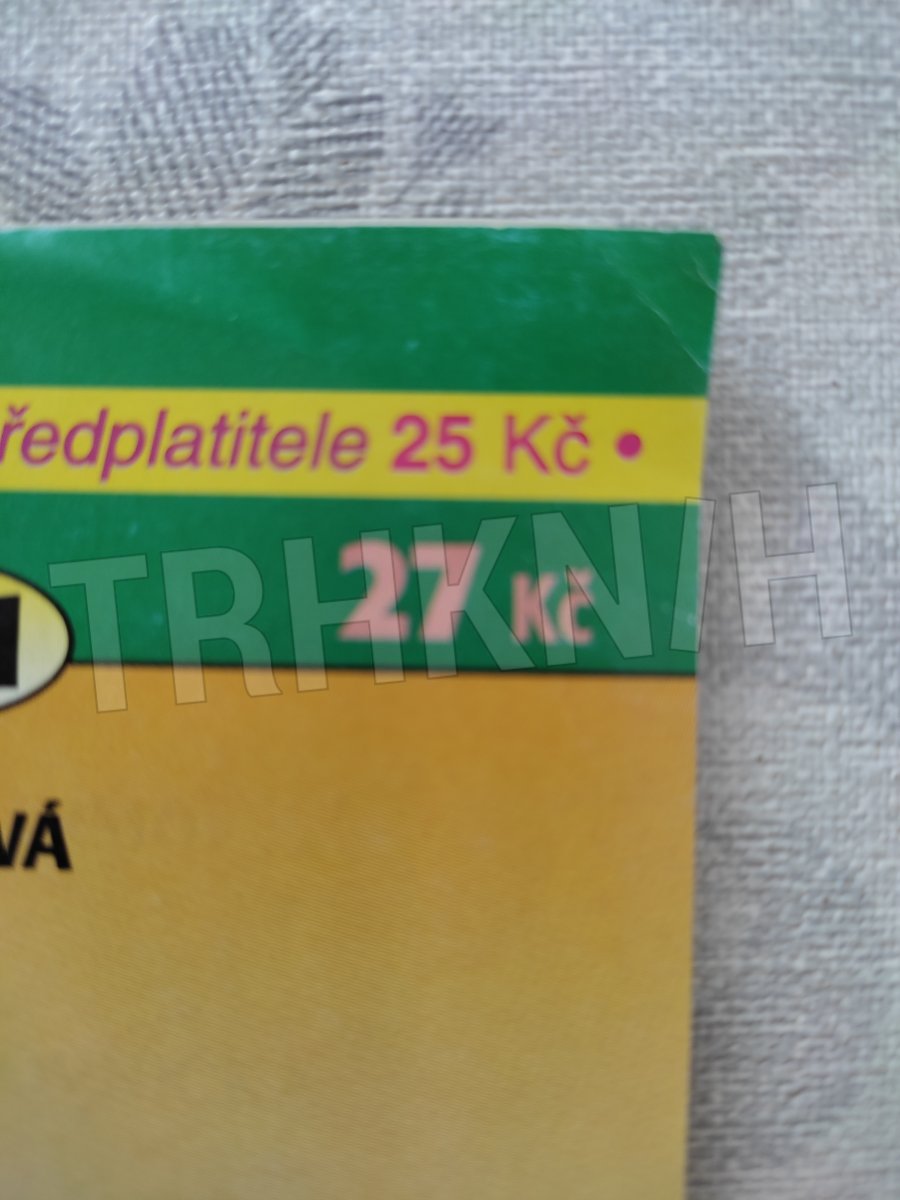 ředplatitele 25 Kč •
27 Kč
TRHKNIH
VÁ